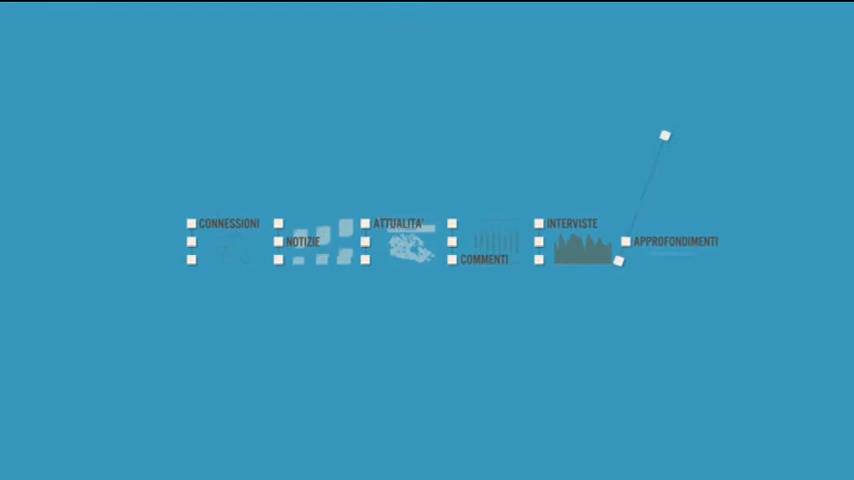 CONNESSIONI
NOTIZIE
ATTUALITA'
COMMENTI
INTERVISTE
APPROFONDIMENTI